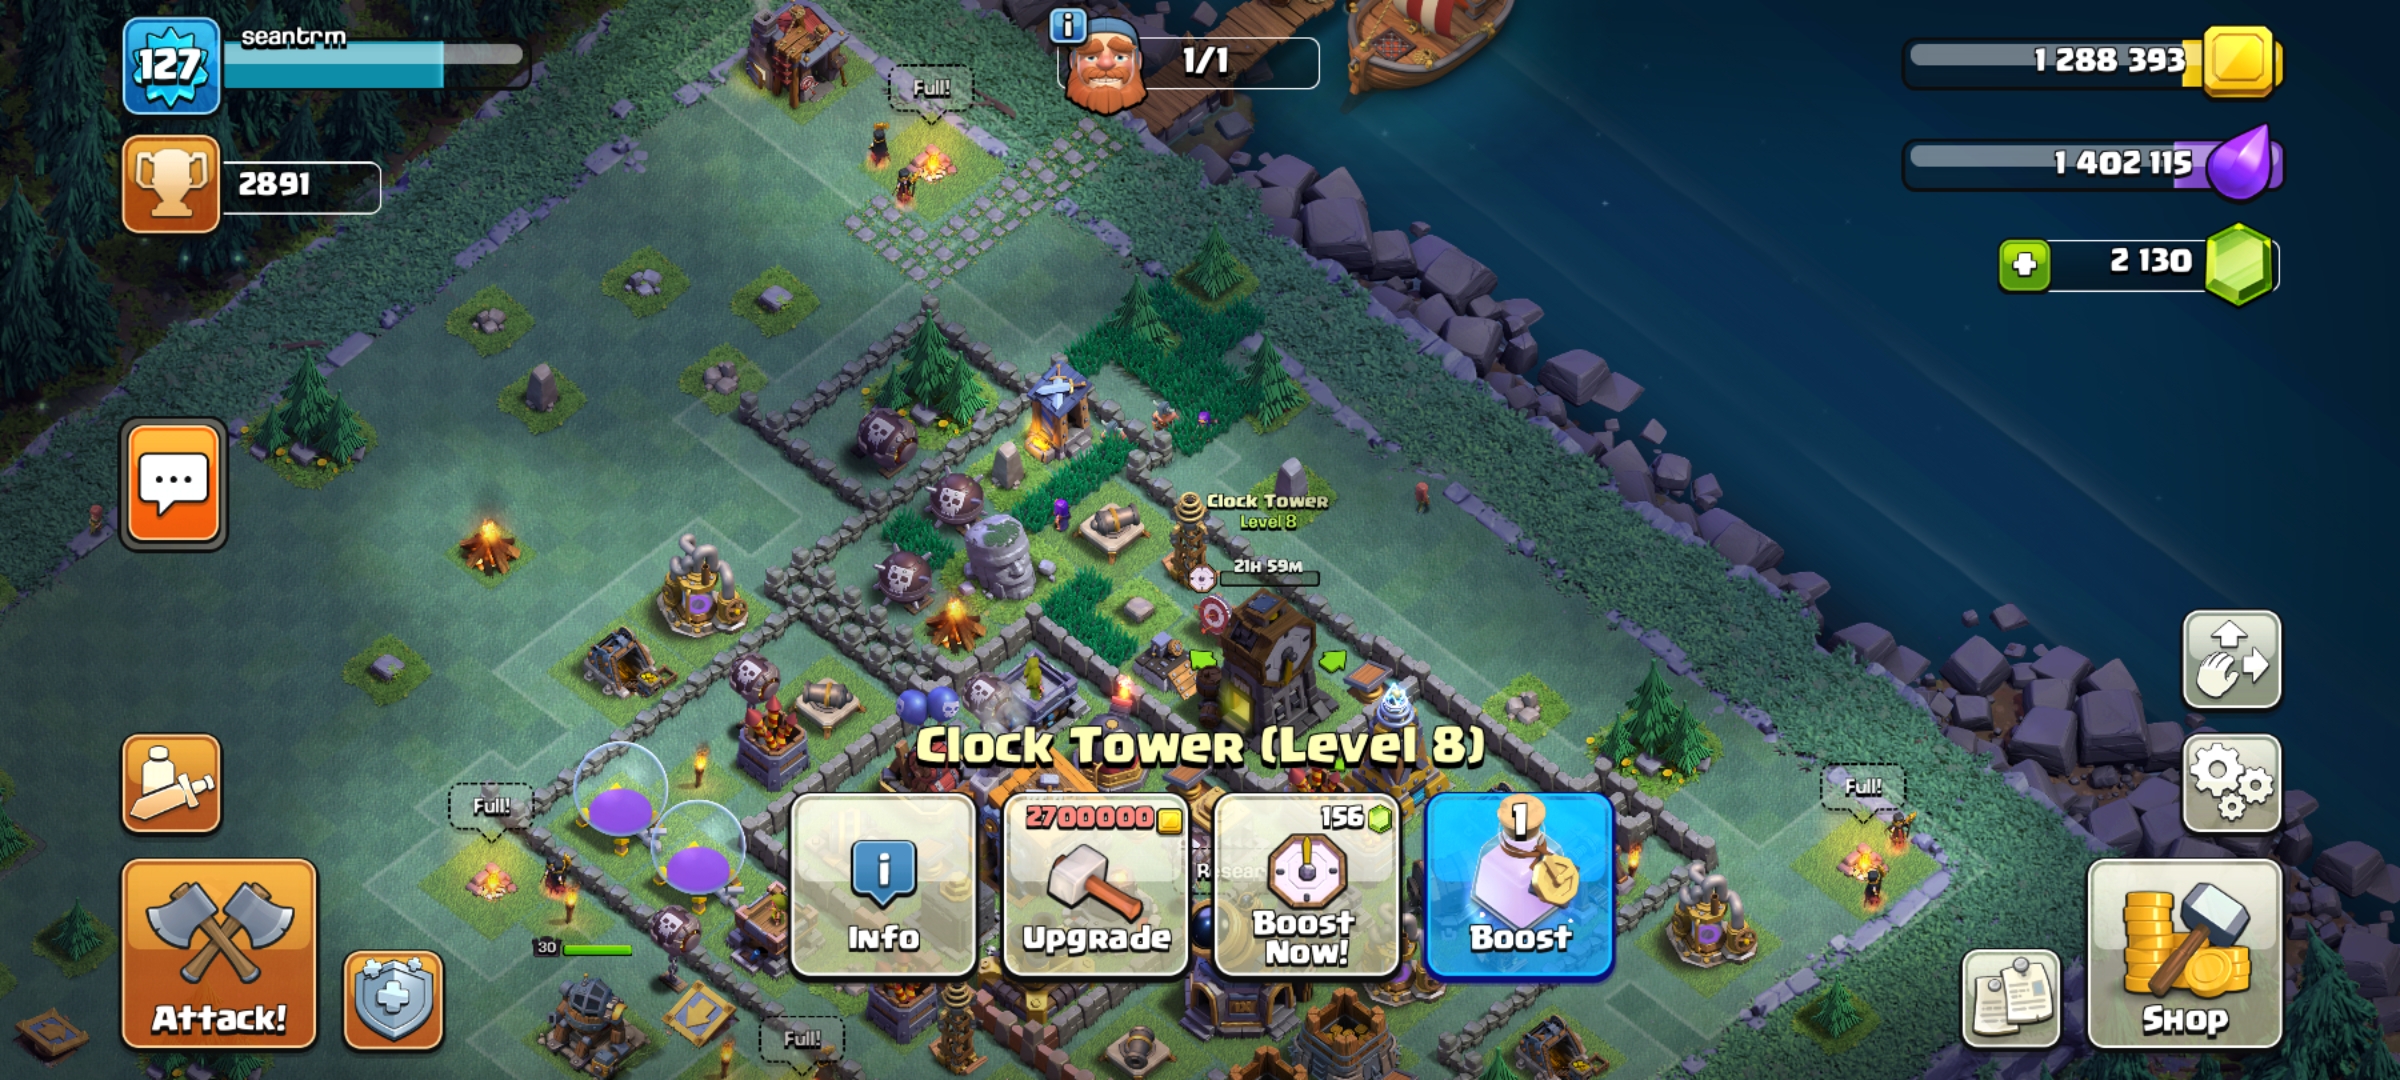 127
seantrm
1/1
1 288 393
Full!
2891
1 402 115
2 130
Clock Tower
Level 8
21H 59M
Clock Tower (Level 8)
Full!
Full!
2700000
156
1
Info
Upgrade
Boost
Now!
Boost
30
Attack!
Full!
Shop